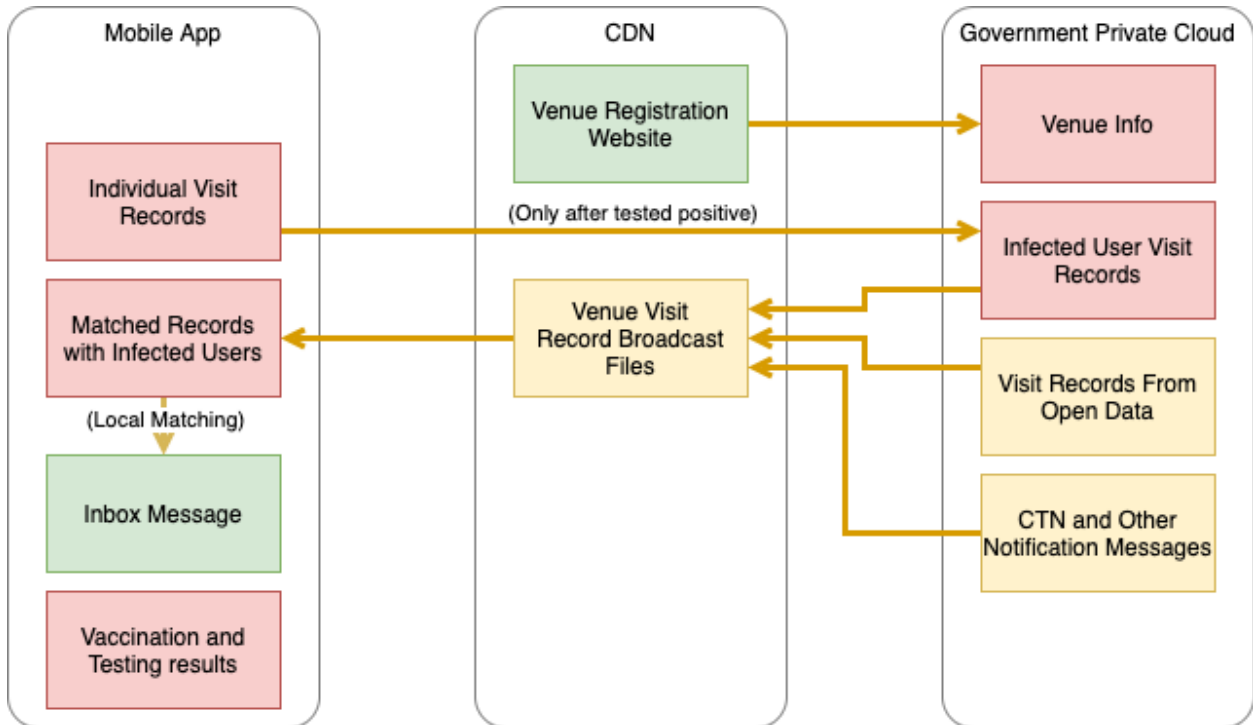 Mobile App
CDN
Government Private Cloud
Venue Registration
Website
Venue Info
Individual Visit
Records
(Only after tested positive)
Infected User Visit
Records
Matched Records
with Infected Users
Venue Visit
Record Broadcast
Files
Visit Records From
Open Data
(Local Matching)
Inbox Message
CTN and Other
Notification Messages
Vaccination and
Testing results